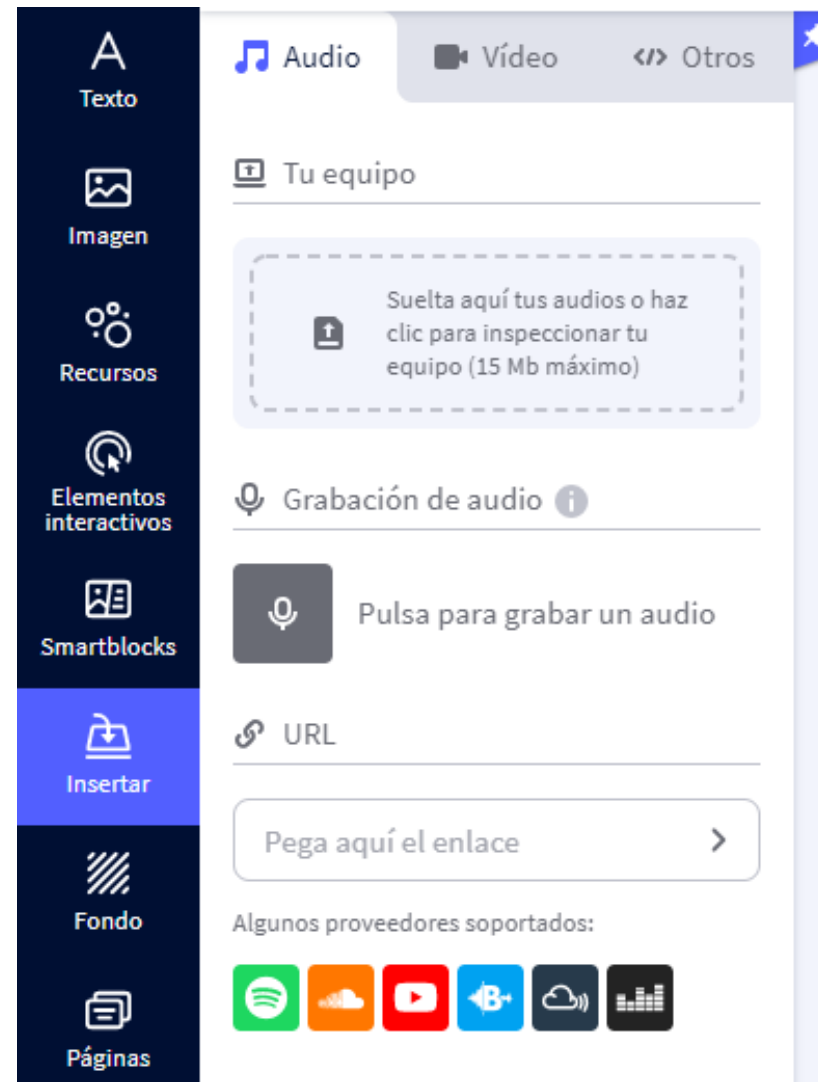 Texto
Imagen
Recursos
Elementos
interactivos
Smartblocks
Insertar
Fondo
Páginas
Audio
Vídeo
Otros
Tu equipo
Suelta aquí tus audios o haz
clic para inspeccionar tu
equipo (15 Mb máximo)
Grabación de audio
Pulsa para grabar un audio
URL
Pega aquí el enlace
Algunos proveedores soportados: